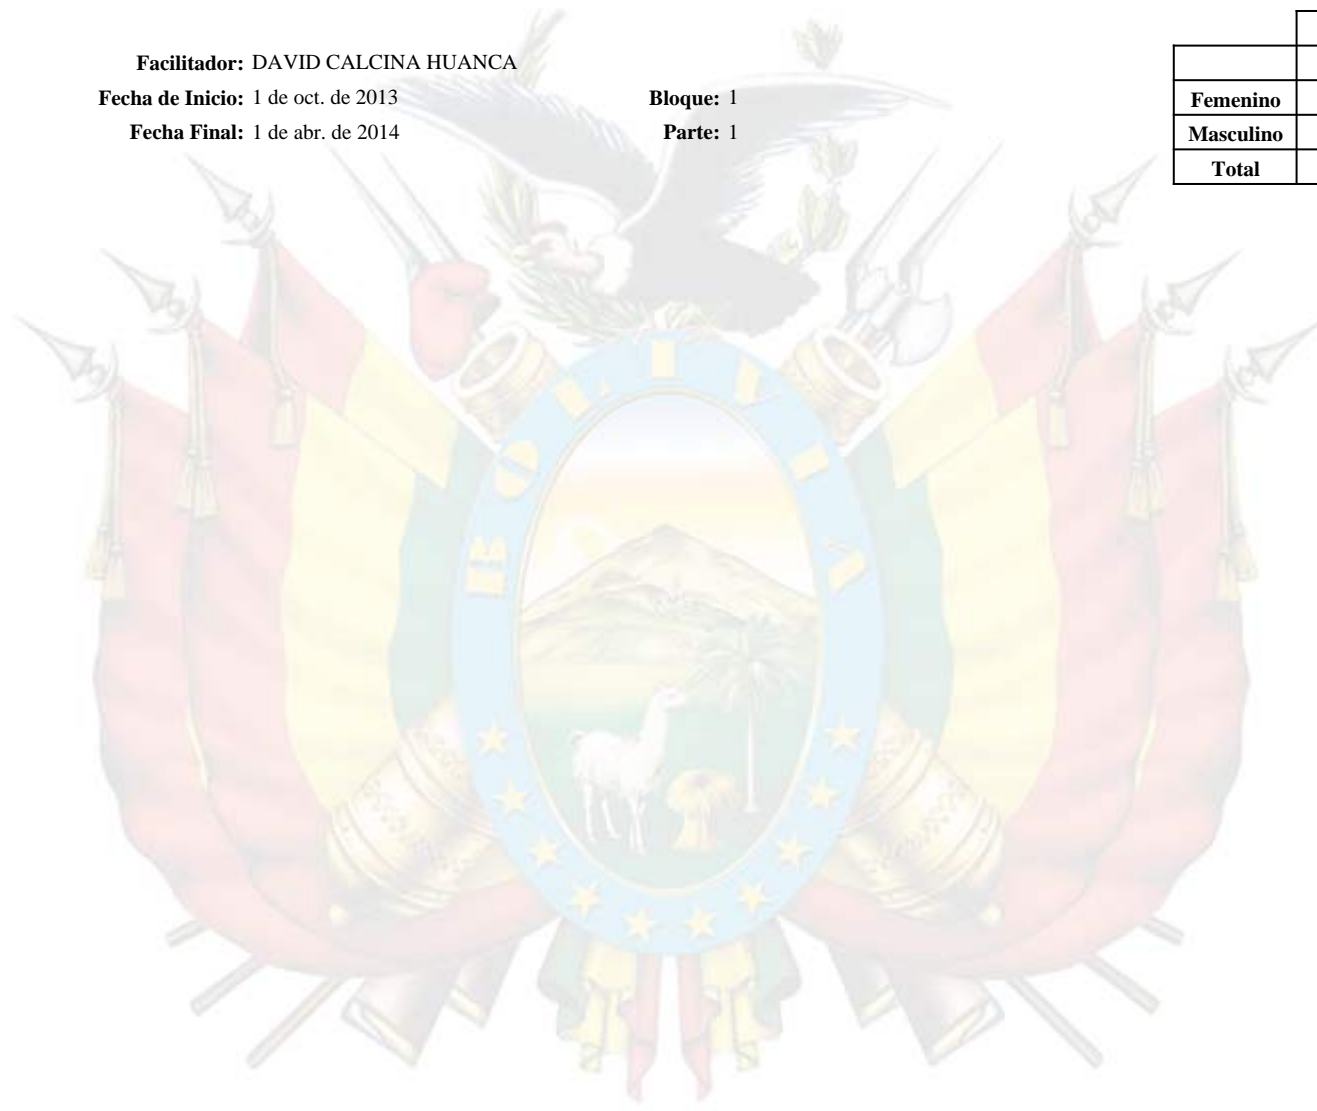 Facilitador: DAVID CALCINA HUANCA
Fecha de Inicio: 1 de oct. de 2013
Bloque: 1
Fecha Final: 1 de abr. de 2014
Parte: 1
Femenino
Masculino
Total
BOLIVIA